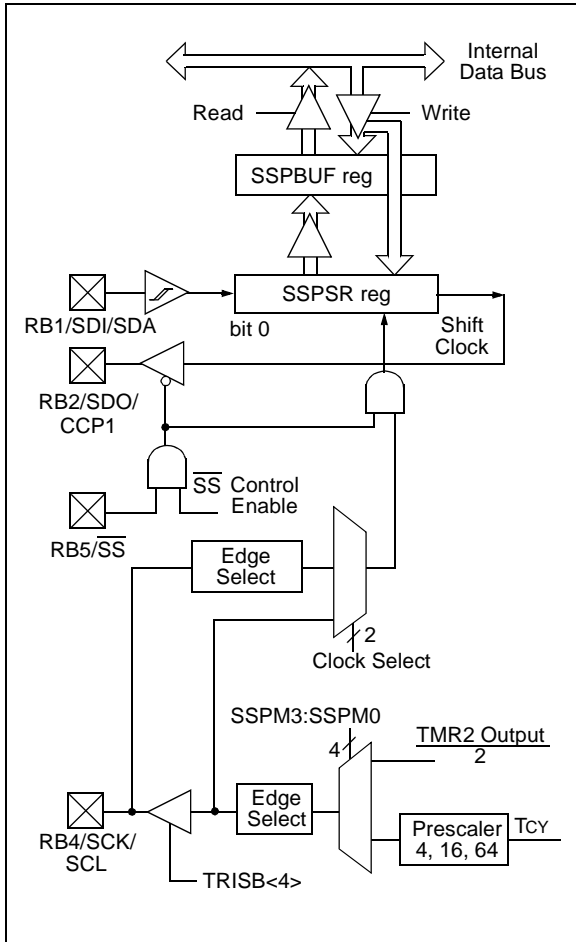 Internal
Data Bus
Read
Write
SSPBUF reg
SSPSR reg
RB1/SDI/SDA
bit 0
Shift
Clock
RB2/SDO/
CCP1
SS Control
Enable
RB5/SS
Edge
Select
2
Clock Select
SSPM3:SSPM0
4
TMR2 Output
2
Edge
Select
Prescaler
4, 16, 64
TCY
RB4/SCK/
SCL
TRISB<4>